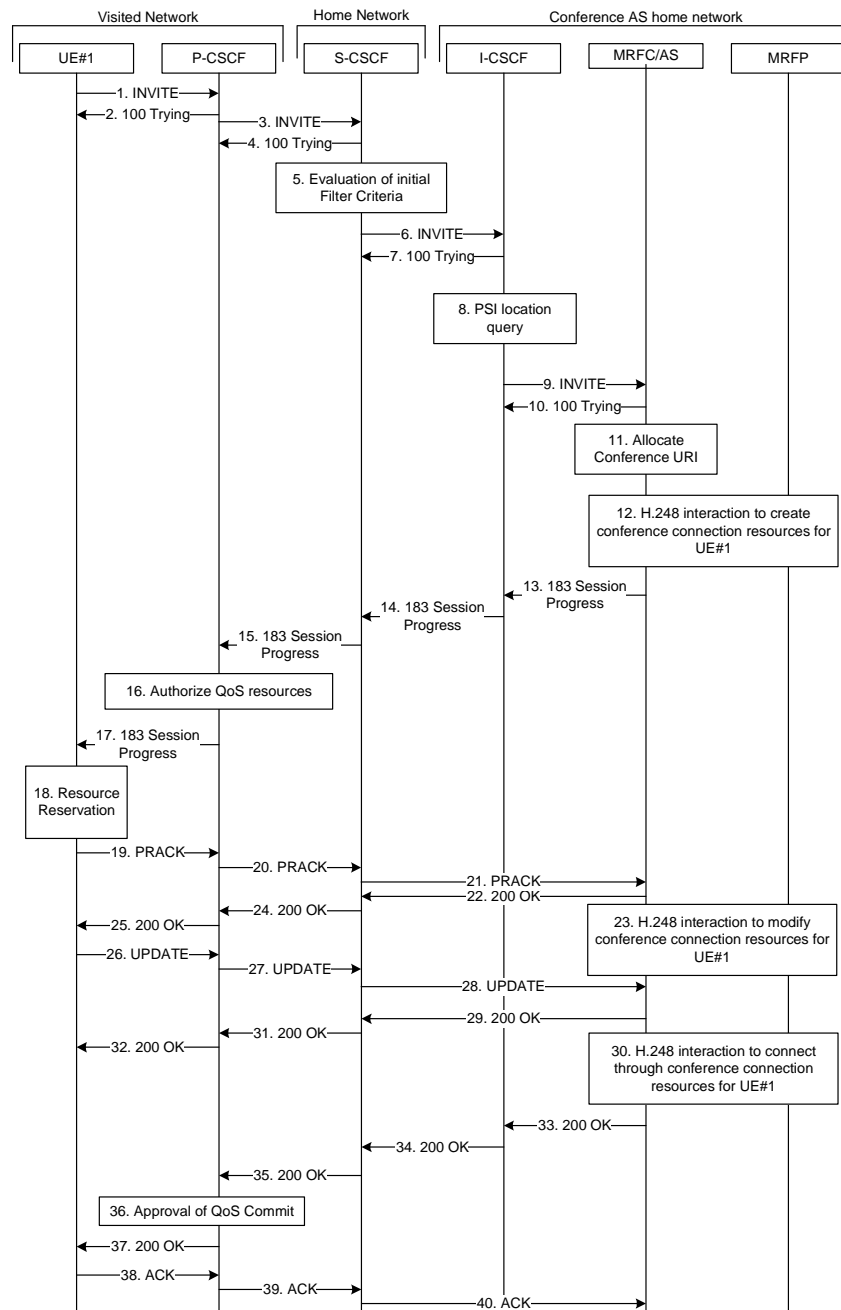 Visited Network
Home Network
Conference AS home network
UE#1
P-CSCF
S-CSCF
I-CSCF
MRFC/AS
MRFP
1. INVITE
2. 100 Trying
3. INVITE
4. 100 Trying
5. Evaluation of initial
Filter Criteria
6. INVITE
7. 100 Trying
8. PSI location
query
9. INVITE
10. 100 Trying
11. Allocate
Conference URI
12. H.248 interaction to create
conference connection resources for
UE#1
13. 183 Session
Progress
14. 183 Session
Progress
15. 183 Session
Progress
16. Authorize QoS resources
17. 183 Session
Progress
18. Resource
Reservation
19. PRACK
20. PRACK
21. PRACK
22. 200 OK
23. H.248 interaction to modify
conference connection resources for
UE#1
24. 200 OK
25. 200 OK
26. UPDATE
27. UPDATE
28. UPDATE
29. 200 OK
30. H.248 interaction to connect
through conference connection
resources for UE#1
31. 200 OK
32. 200 OK
33. 200 OK
34. 200 OK
35. 200 OK
36. Approval of QoS Commit
37. 200 OK
38. ACK
39. ACK
40. ACK